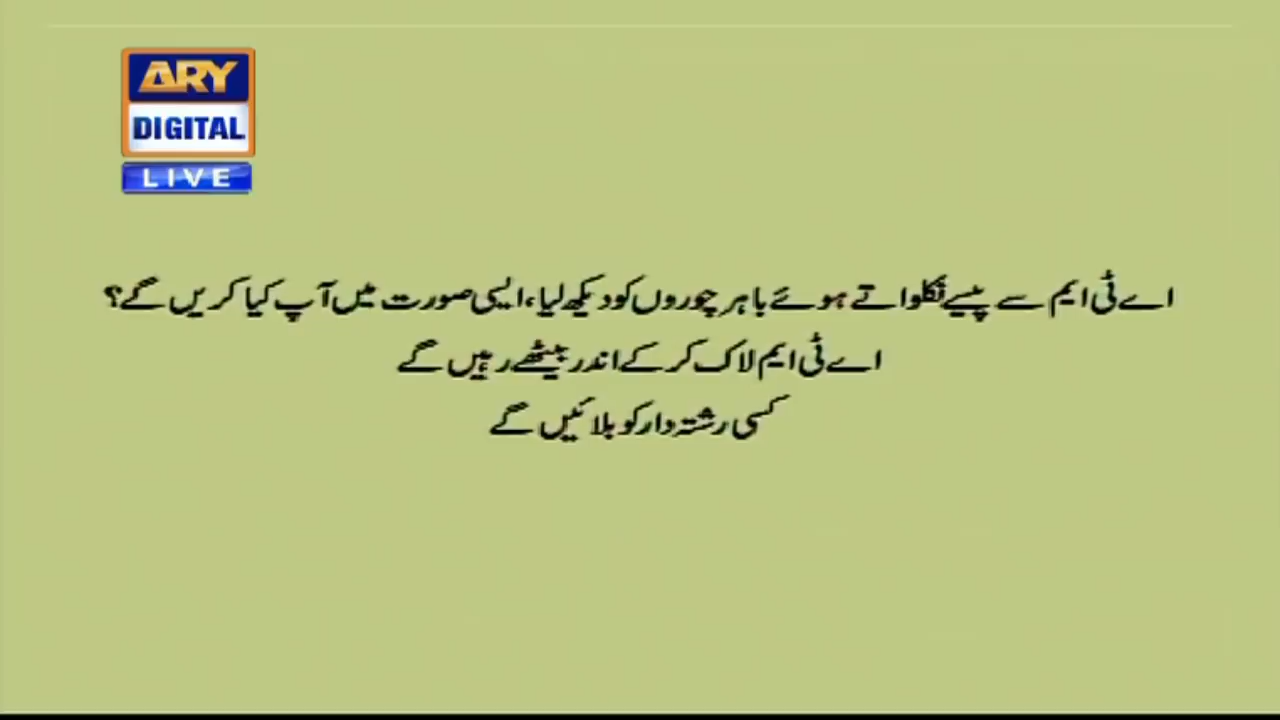 ARY
DIGITAL
LIVE
اے ٹی ایم سے پیسے نکلواتے ہوئے باہر چوروں کو دیکھ لیا، ایسی صورت میں آپ کیا کریں گے؟
اے ٹی ایم لاک کر کے اندر بیٹھے رہیں گے
کسی رشتہ دار کو بلائیں گے